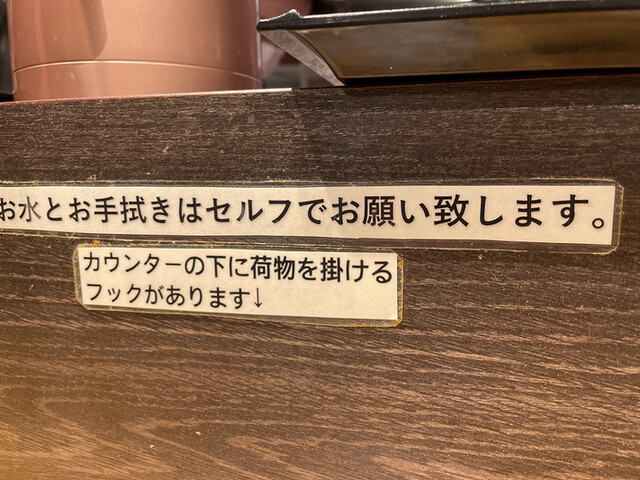 お水とお手拭きはセルフでお願い致します。
カウンターの下に荷物を掛ける
フックがあります↓